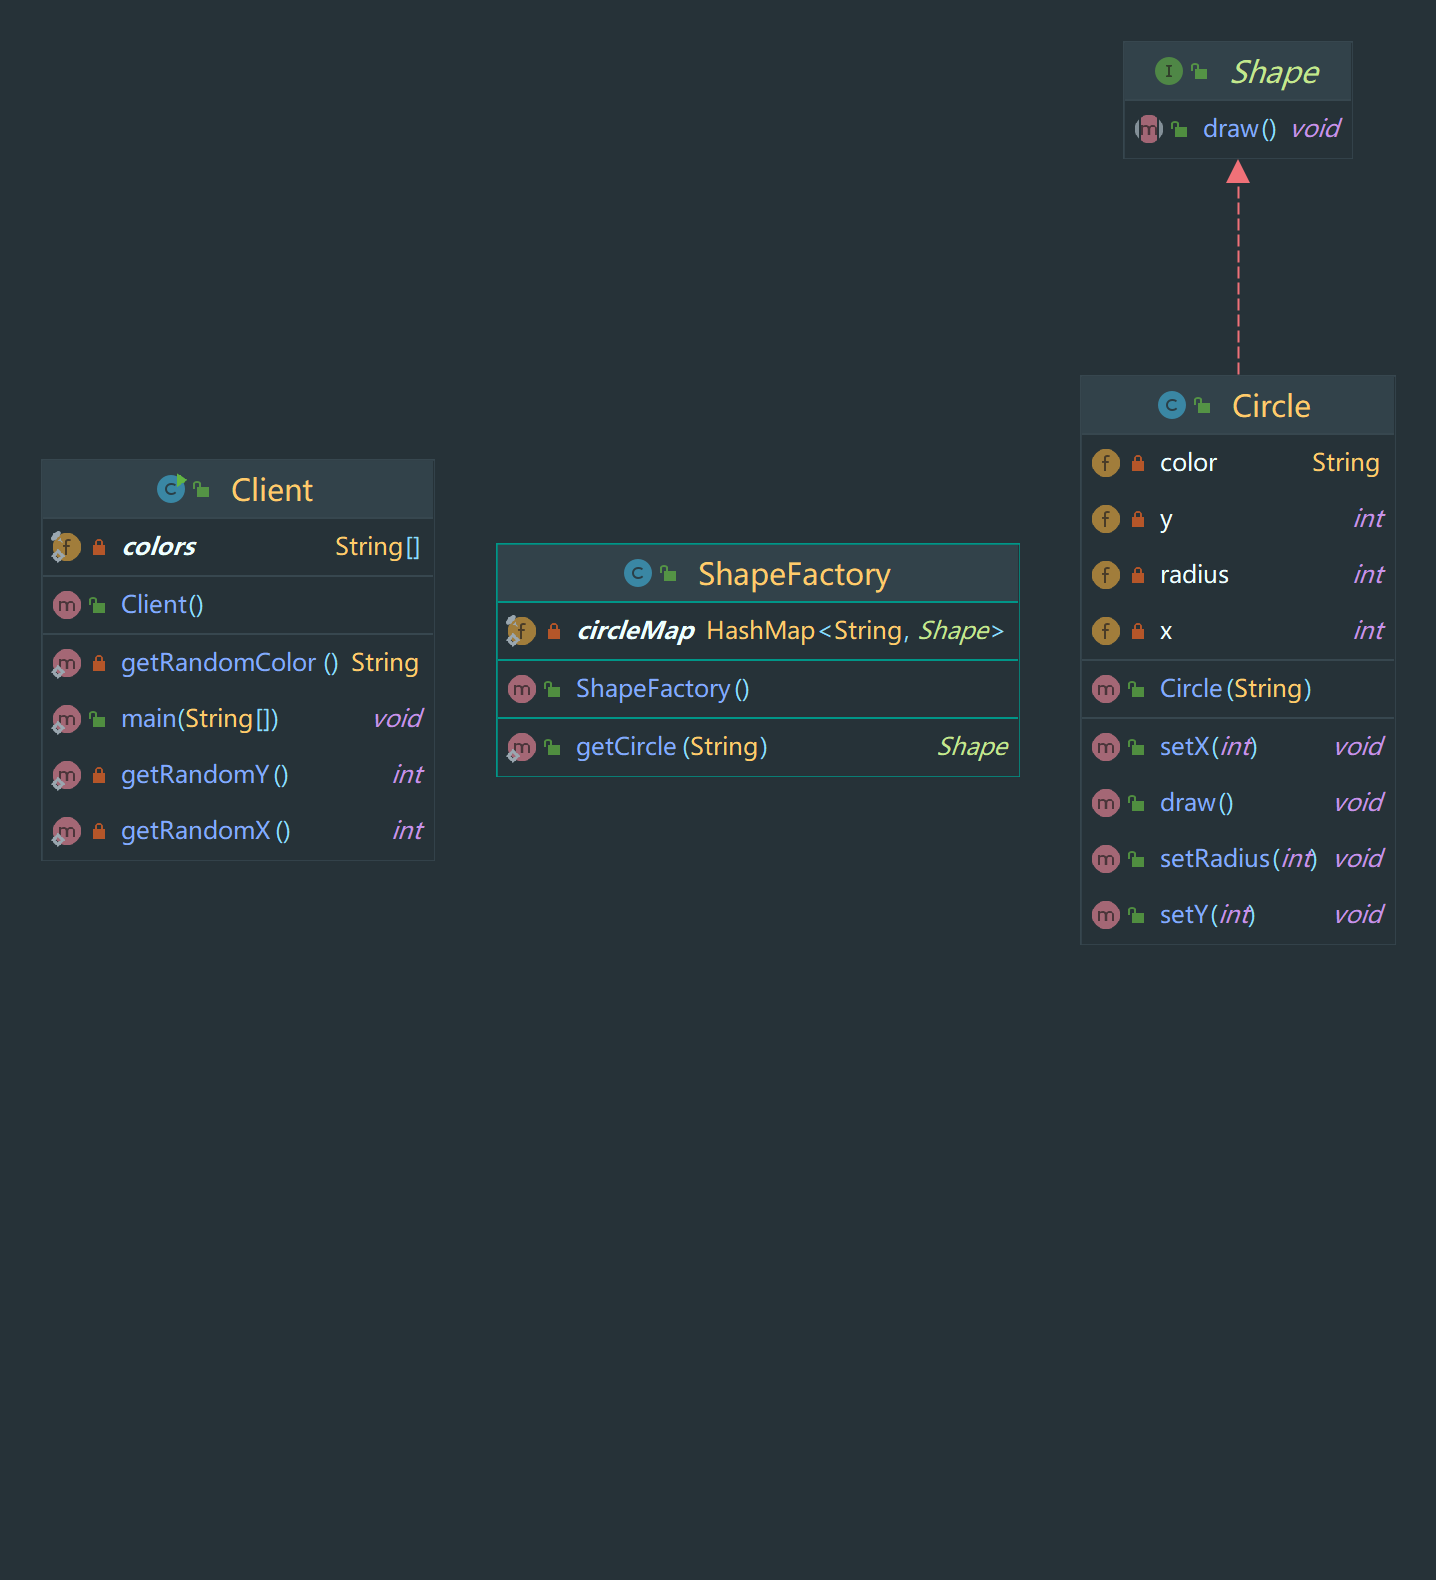 Shape
draw() void
Circle
color String
y int
radius int
x int
Circle(String)
setX(int) void
draw() void
setRadius(int) void
setY(int) void
Client
colors String[]
Client()
getRandomColor() String
main(String[]) void
getRandomY() int
getRandomX() int
ShapeFactory
circleMap HashMap<String, Shape>
ShapeFactory()
getCircle(String) Shape